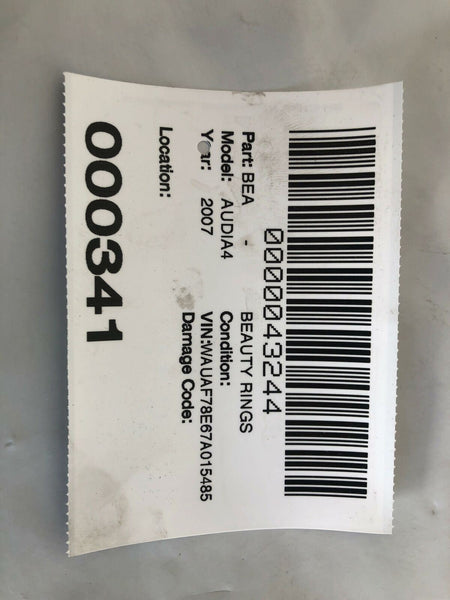 0000043244
Part: BEA - BEAUTY RINGS
Model: AUDIA4 Condition:
Year: 2007 VIN:WAUAF78E67A015485
Damage Code:
Location:
000341